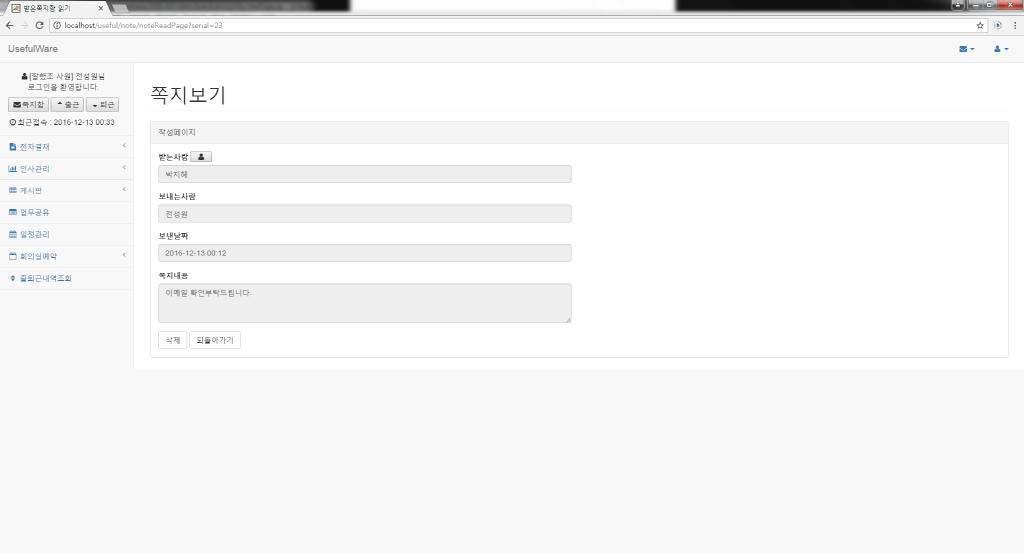 받은쪽지함 읽기
localhost/useful/note/noteReadPage?serial=23
UsefulWare
[잘했조 사원] 전성원님
로그인을 환영합니다.
쪽지함 출근 퇴근
최근접속 : 2016-12-13 00:33
전자결재
인사관리
게시판
업무공유
일정관리
회의실예약
출퇴근내역조회
쪽지보기
작성페이지
받는사람
박지혜
보내는사람
전성원
보낸날짜
2016-12-13 00:12
쪽지내용
이메일 확인부탁드립니다.
삭제 되돌아가기